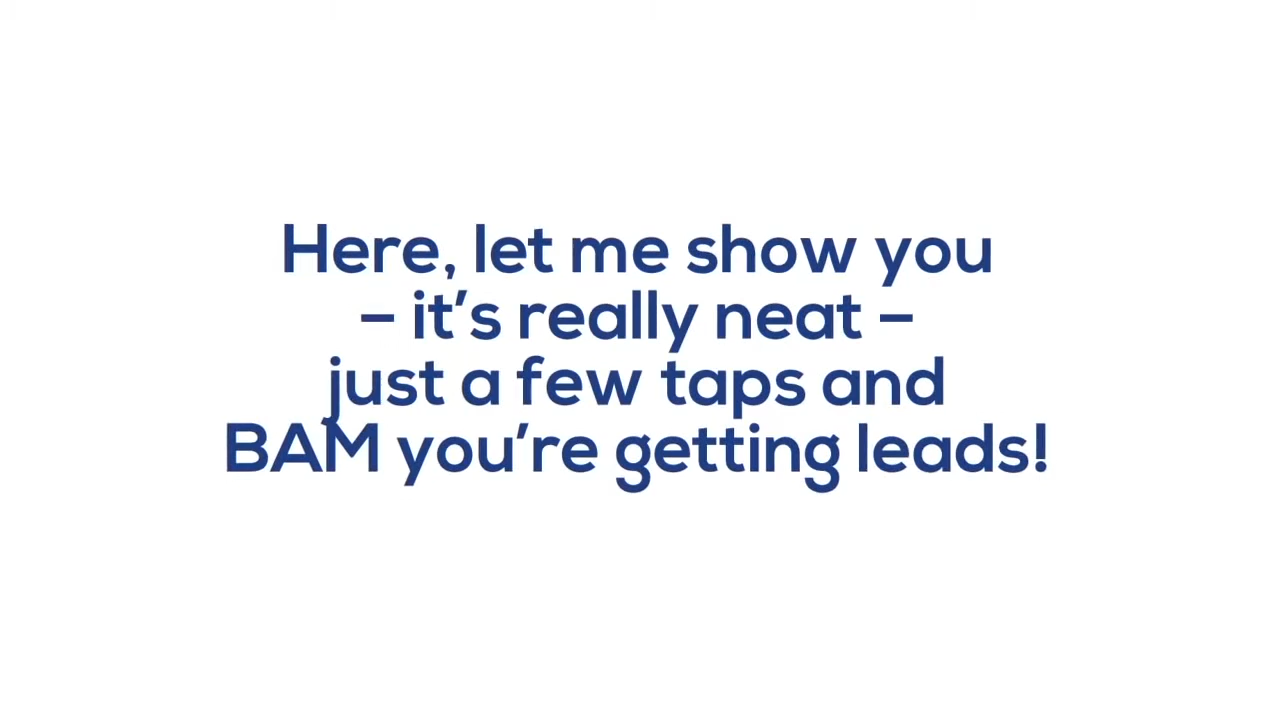 Here, let me show you
– it’s really neat –
just a few taps and
BAM you’re getting leads!